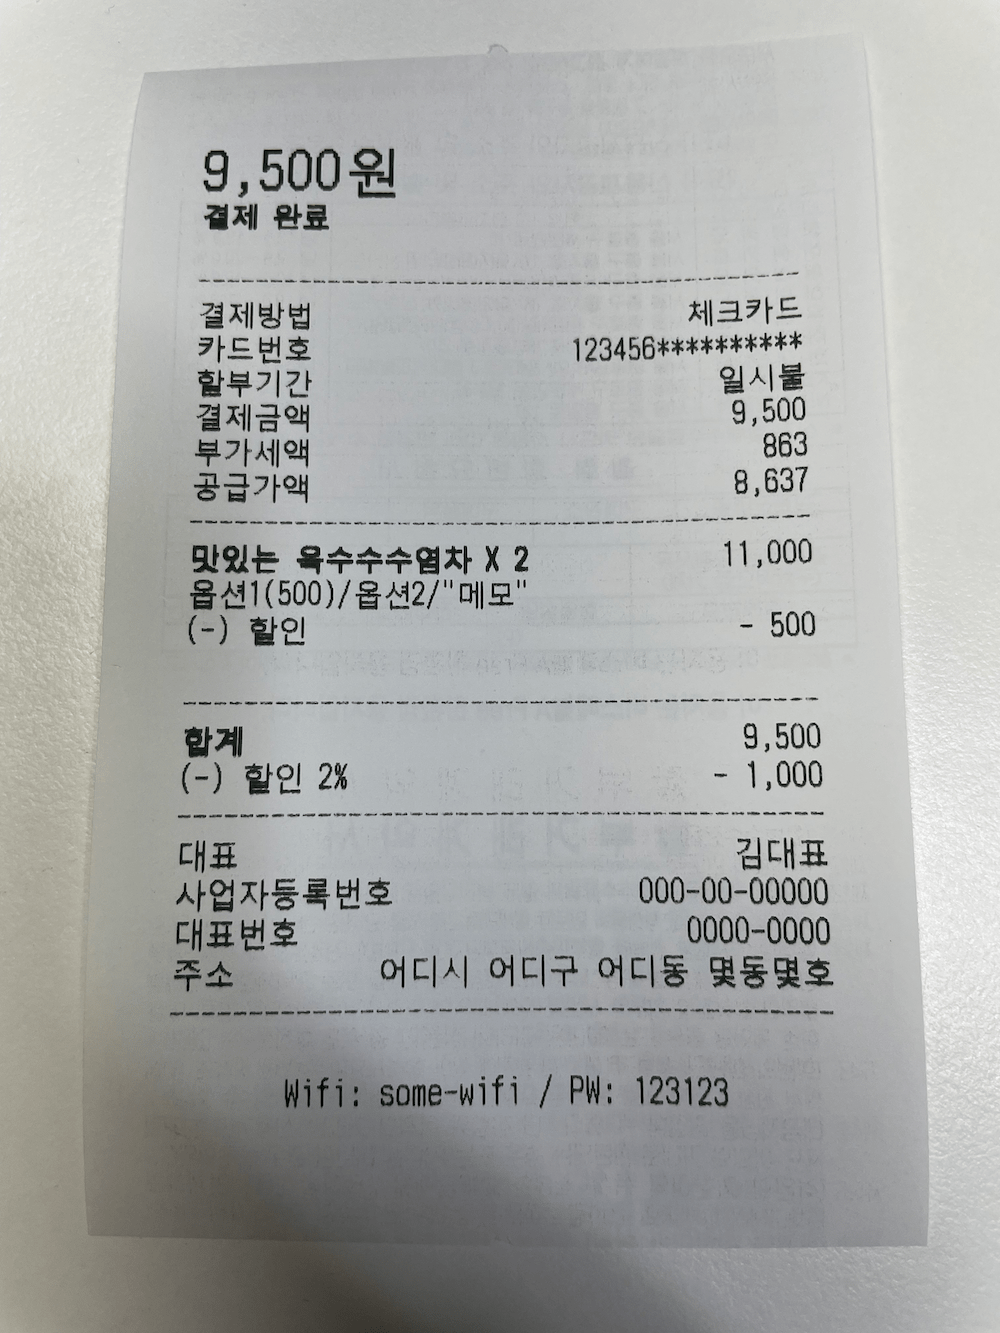 9,500원
결제 완료
결제방법 체크카드
카드번호 123456**********
할부기간 일시불
결제금액 9,500
부가세액 863
공급가액 8,637
맛있는 옥수수수염차 X 2 11,000
옵션1(500)/옵션2/"메모"
(-) 할인 - 500
합계 9,500
(-) 할인 2% - 1,000
대표 김대표
사업자등록번호 000-00-00000
대표번호 0000-0000
주소 어디시 어디구 어디동 몇동몇호
Wifi: some-wifi / PW: 123123